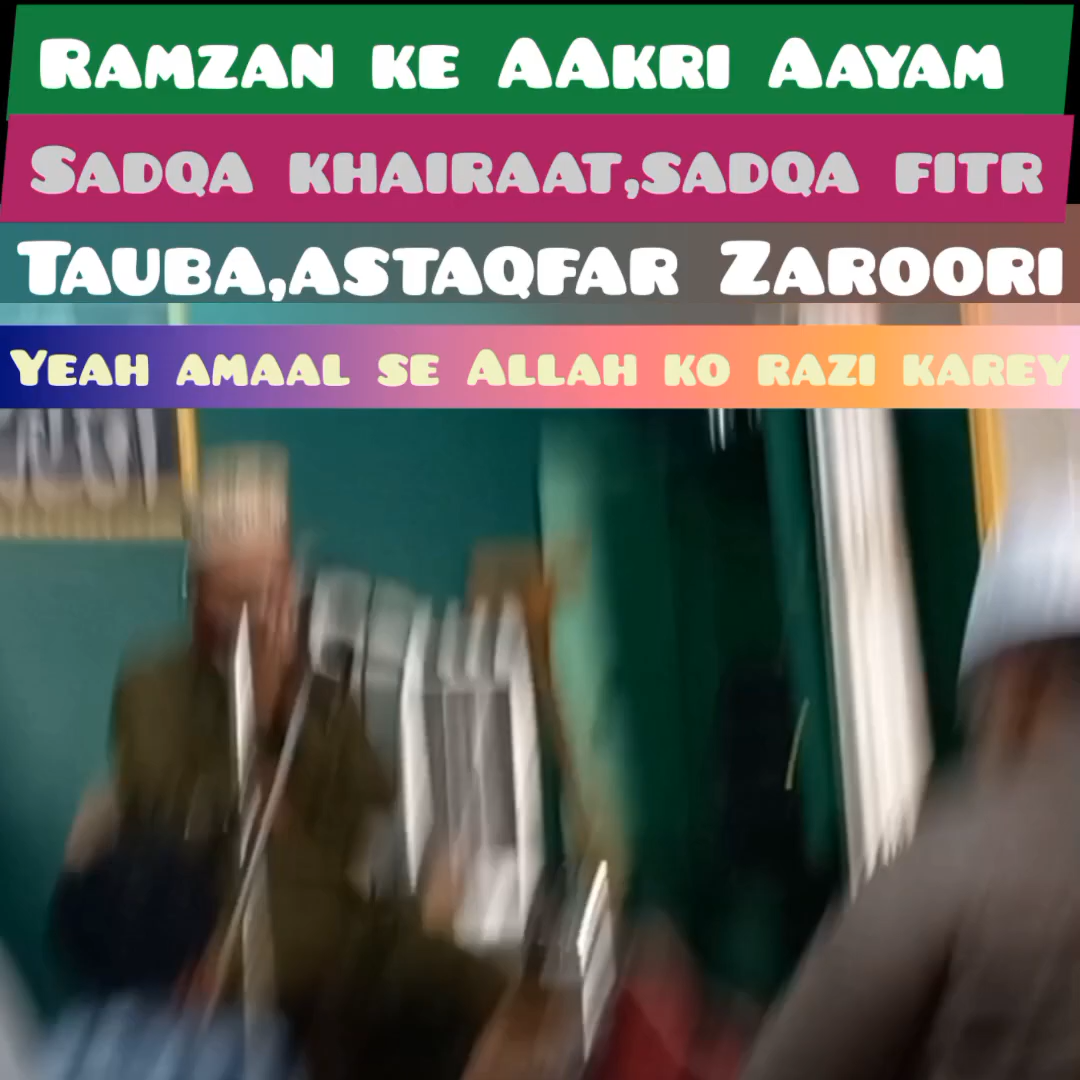 Ramzan ke AAkri Aayam
Sadqa khairaat,sadqa fitr
Tauba,astaqfar Zaroori
Yeah amaal se Allah ko razi karey